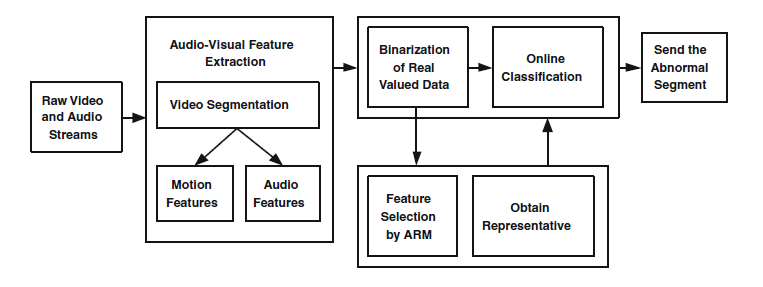 Raw Video
and Audio
Streams
Audio-Visual Feature
Extraction
Video Segmentation
Motion
Features
Audio
Features
Binarization
of Real
Valued Data
Online
Classification
Send the
Abnormal
Segment
Feature
Selection
by ARM
Obtain
Representative